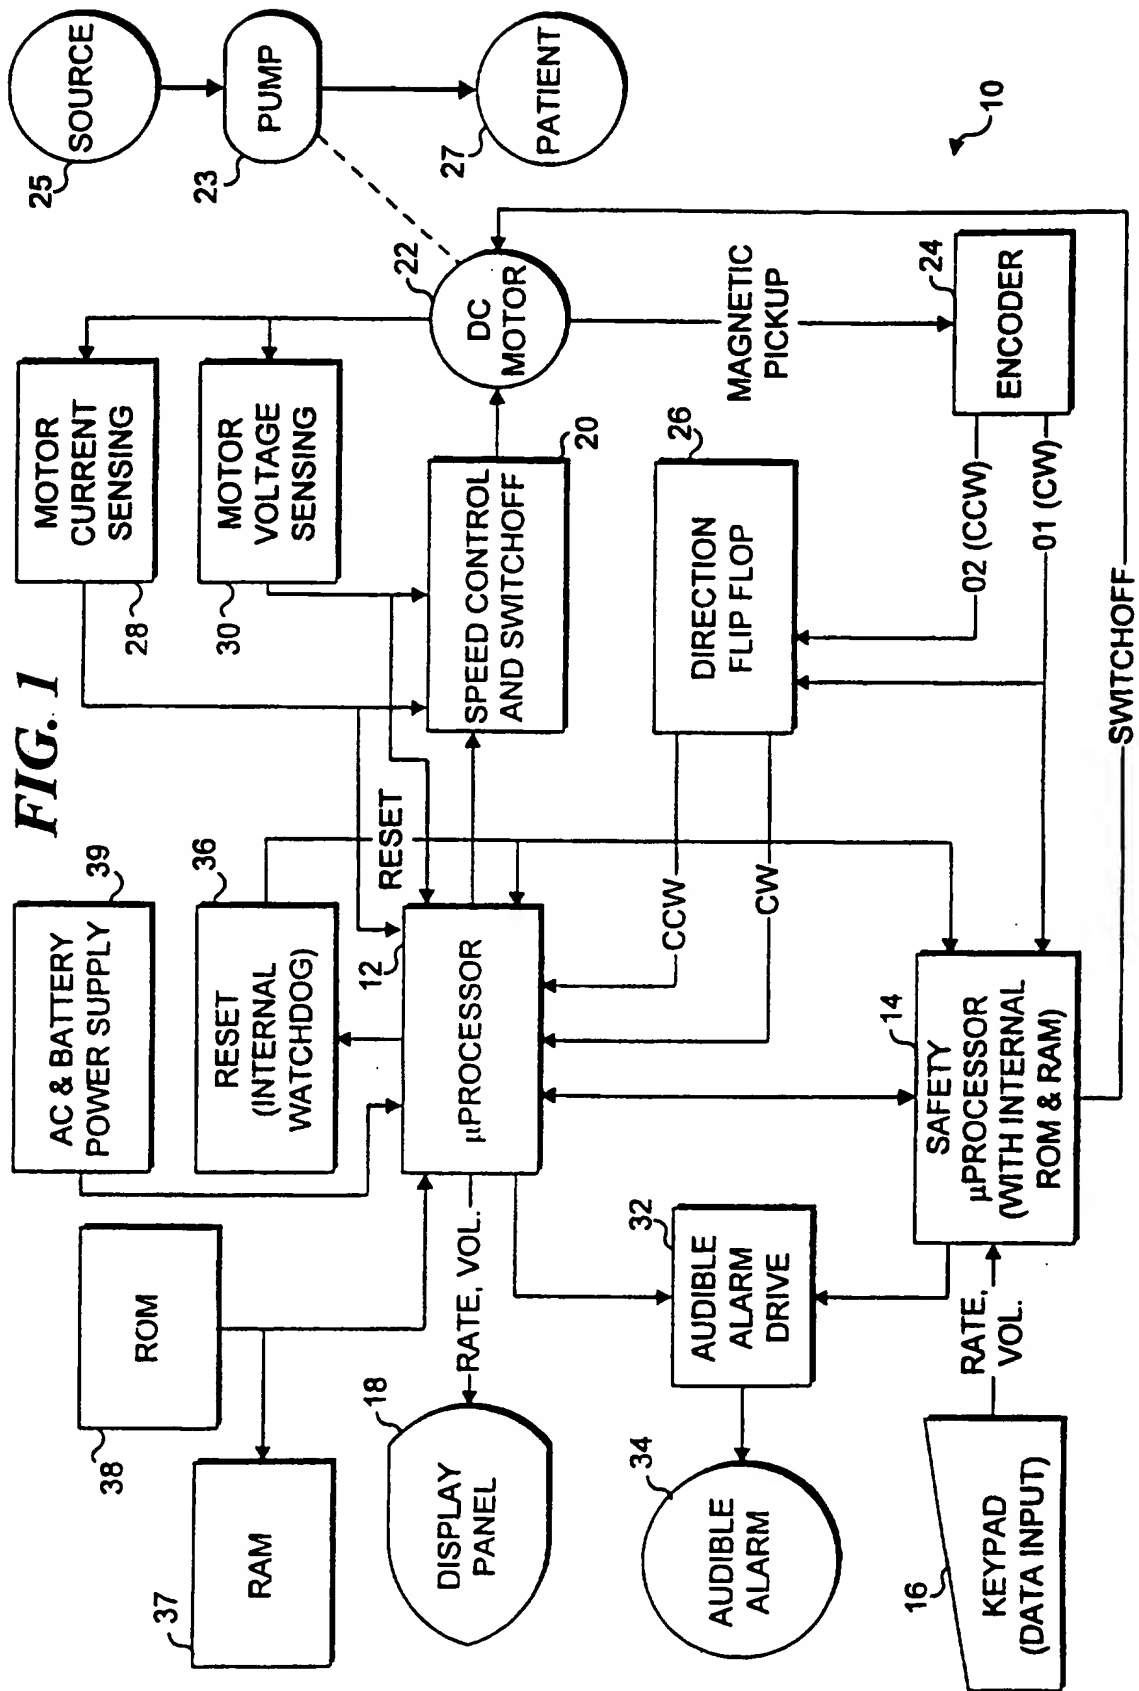 FIG. 1
10
RAM
37
ROM
38
AC & BATTERY
POWER SUPPLY
39
RESET
(INTERNAL
WATCHDOG)
36
MOTOR
CURRENT
SENSING
28
MOTOR
VOLTAGE
SENSING
30
SOURCE
25
PUMP
23
PATIENT
27
DISPLAY
PANEL
18
RATE, VOL.
μPROCESSOR
12
RESET
SPEED CONTROL
AND SWITCHOFF
20
DC
MOTOR
22
AUDIBLE
ALARM
34
AUDIBLE
ALARM
DRIVE
32
CCW
CW
DIRECTION
FLIP FLOP
26
MAGNETIC
PICKUP
KEYPAD
(DATA INPUT)
16
RATE,
VOL.
SAFETY
μPROCESSOR
(WITH INTERNAL
ROM & RAM)
14
02 (CCW)
01 (CW)
ENCODER
24
SWITCHOFF